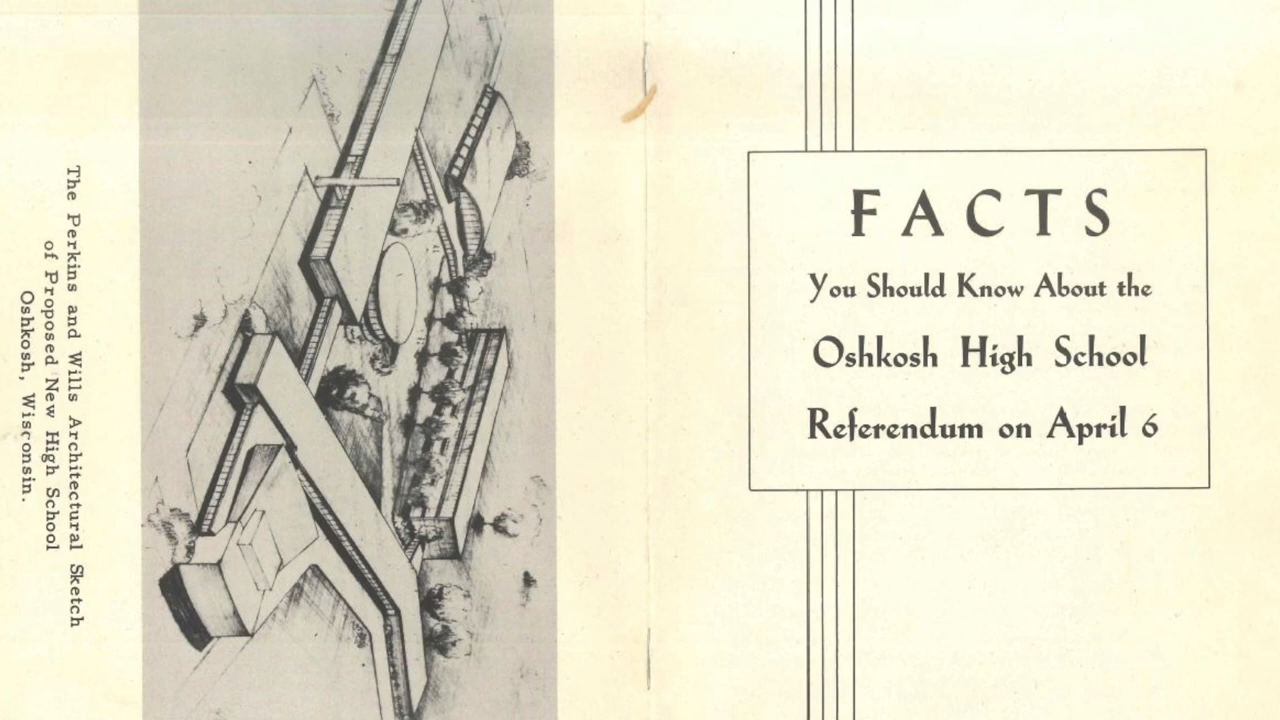 The Perkins and Wills Architectural Sketch
of Proposed New High School
Oshkosh, Wisconsin.
FACTS
You Should Know About the
Oshkosh High School
Referendum on April 6